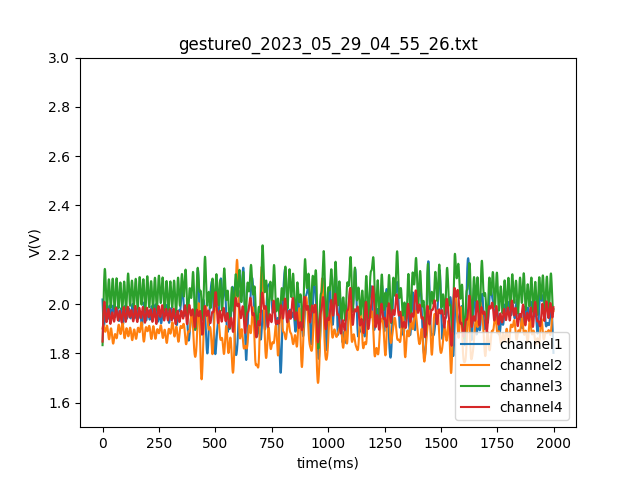 gesture0_2023_05_29_04_55_26.txt
3.0
2.8
2.6
2.4
2.2
2.0
1.8
1.6
V(V)
channel1
channel2
channel3
channel4
0 250 500 750 1000 1250 1500 1750 2000
time(ms)